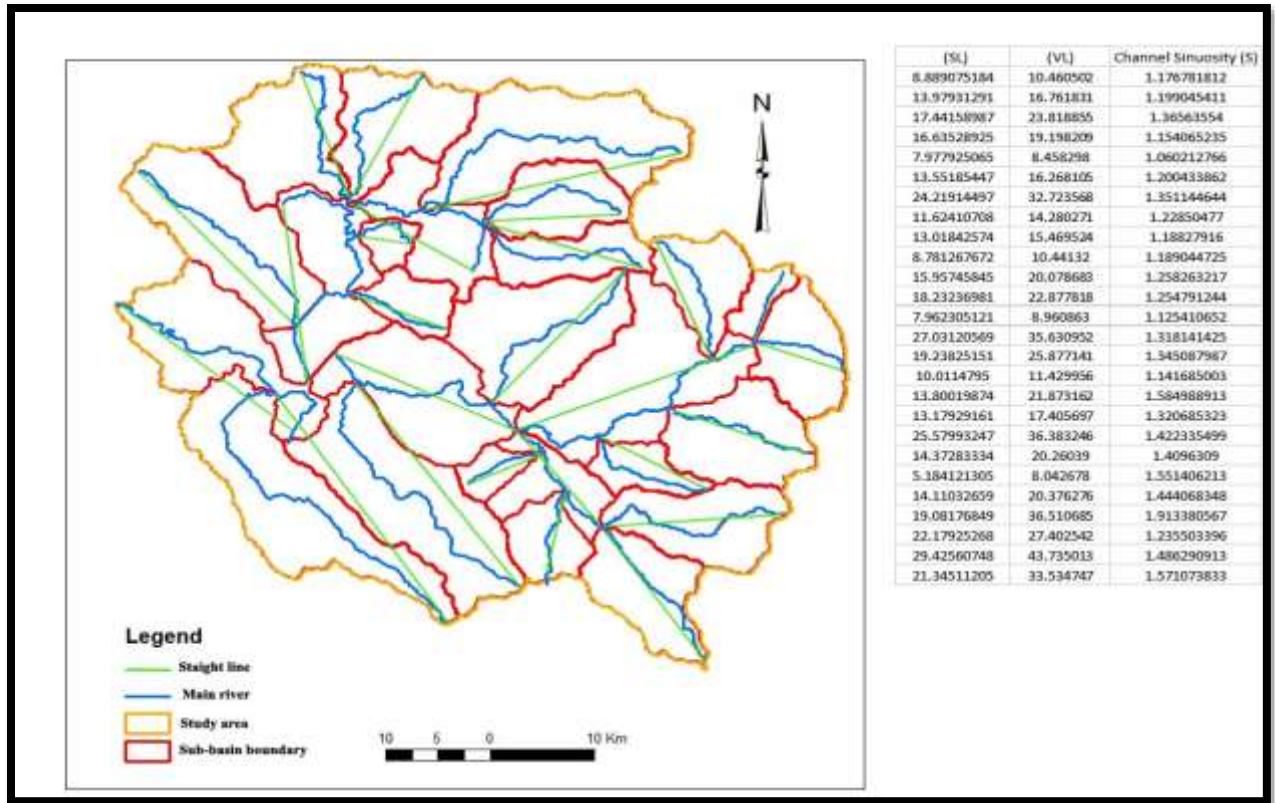 (SL) (VL) Channel Sinuosity (S)
8.889075184 10.460502 1.176781812
13.97931291 16.761831 1.199045411
17.44158987 23.818855 1.36563554
16.63528925 19.198209 1.154065235
7.977925065 8.458298 1.060212766
13.55185447 16.268105 1.200433862
24.21914497 32.723568 1.351144644
11.62410708 14.280271 1.22850477
13.01842574 15.469524 1.18827916
8.781267672 10.44132 1.189044725
15.95745845 20.078683 1.258263217
18.23236981 22.877818 1.254791244
7.962305121 8.960863 1.125410652
27.03120569 35.630952 1.318141425
19.23825151 25.877141 1.345087987
10.0114795 11.429956 1.141685003
13.80019874 21.873162 1.584988913
13.17929161 17.405697 1.320685323
25.57993247 36.383246 1.422335499
14.37283334 20.26039 1.4096309
5.184121305 8.042678 1.551406213
14.11032659 20.376276 1.444068348
19.08176849 36.510685 1.913380567
22.17925268 27.402542 1.235503396
29.42560748 43.735013 1.486290913
21.34511205 33.534747 1.571073833
N
Legend
Staight line
Main river
Study area
Sub-basin boundary
10 5 0 10 Km